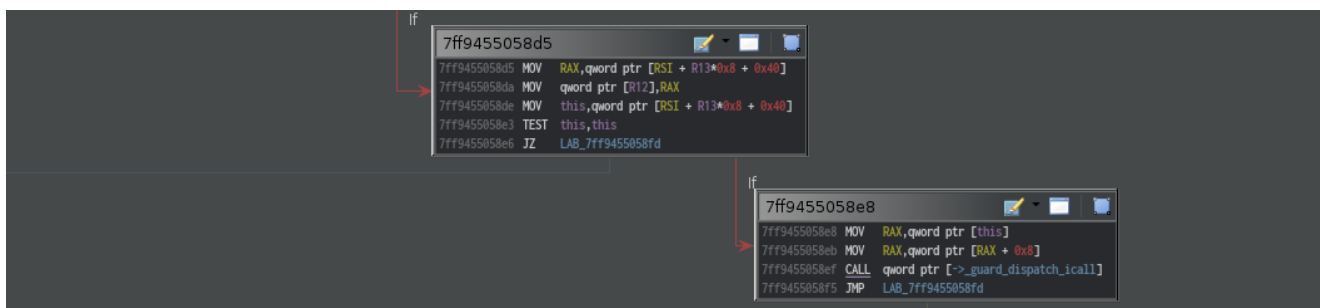 If
7ff9455058d5
7ff9455058d5 MOV RAX,qword ptr [RSI + R13*0x8 + 0x40]
7ff9455058da MOV qword ptr [R12],RAX
7ff9455058de MOV this,qword ptr [RSI + R13*0x8 + 0x40]
7ff9455058e3 TEST this,this
7ff9455058e6 JZ LAB_7ff9455058fd
If
7ff9455058e8
7ff9455058e8 MOV RAX,qword ptr [this]
7ff9455058eb MOV RAX,qword ptr [RAX + 0x8]
7ff9455058ef CALL qword ptr [->_guard_dispatch_icall]
7ff9455058f5 JMP LAB_7ff9455058fd